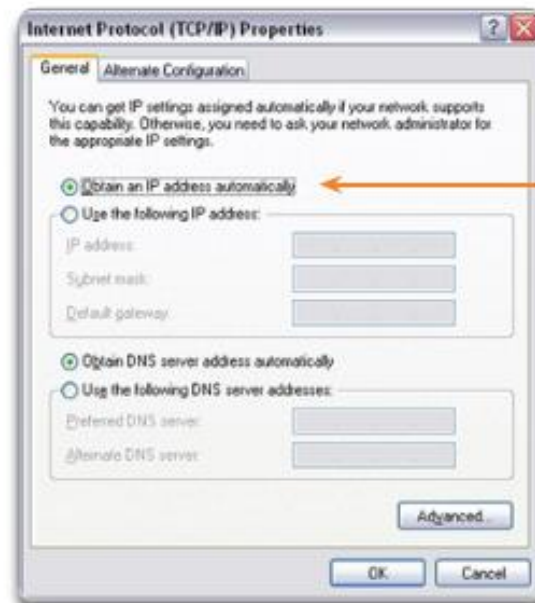 Internet Protocol (TCP/IP) Properties
General
Alternate Configuration
You can get IP settings assigned automatically if your network supports
this capability. Otherwise, you need to ask your network administrator for
the appropriate IP settings.
Obtain an IP address automatically
Use the following IP address:
IP address:
Subnet mask:
Default gateway:
Obtain DNS server address automatically
Use the following DNS server addresses:
Preferred DNS server:
Alternate DNS server:
Advanced...
OK
Cancel